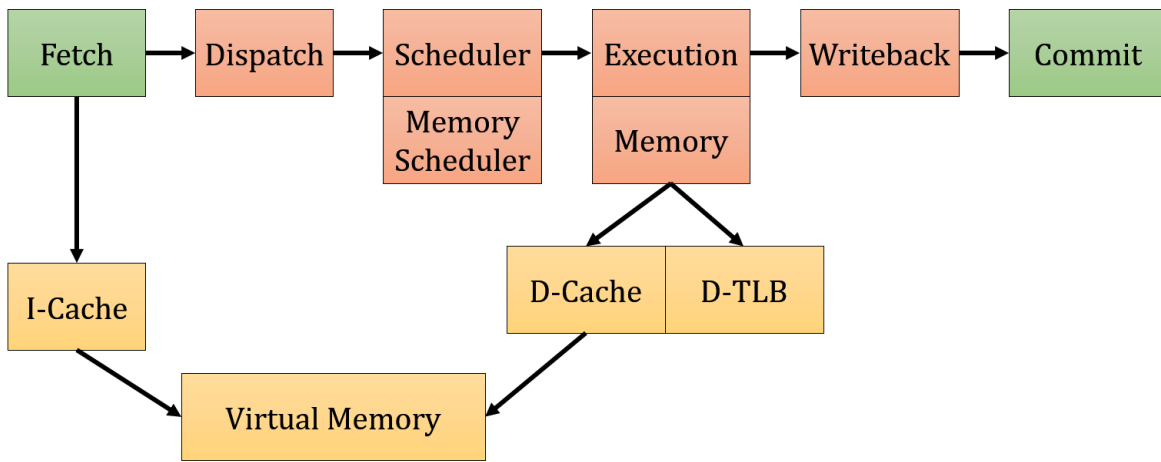 Fetch
Dispatch
Scheduler
Execution
Writeback
Commit
Memory
Scheduler
Memory
I-Cache
D-Cache
D-TLB
Virtual Memory